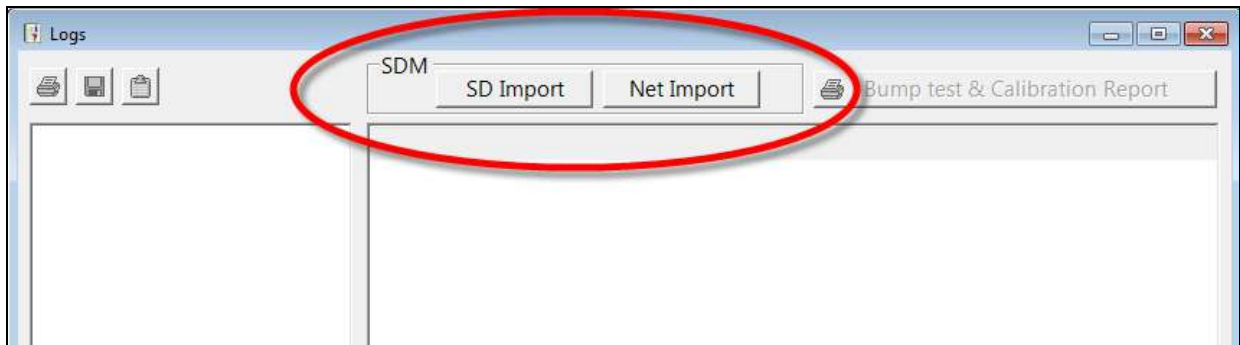 Logs
SDM
SD Import
Net Import
Bump test & Calibration Report